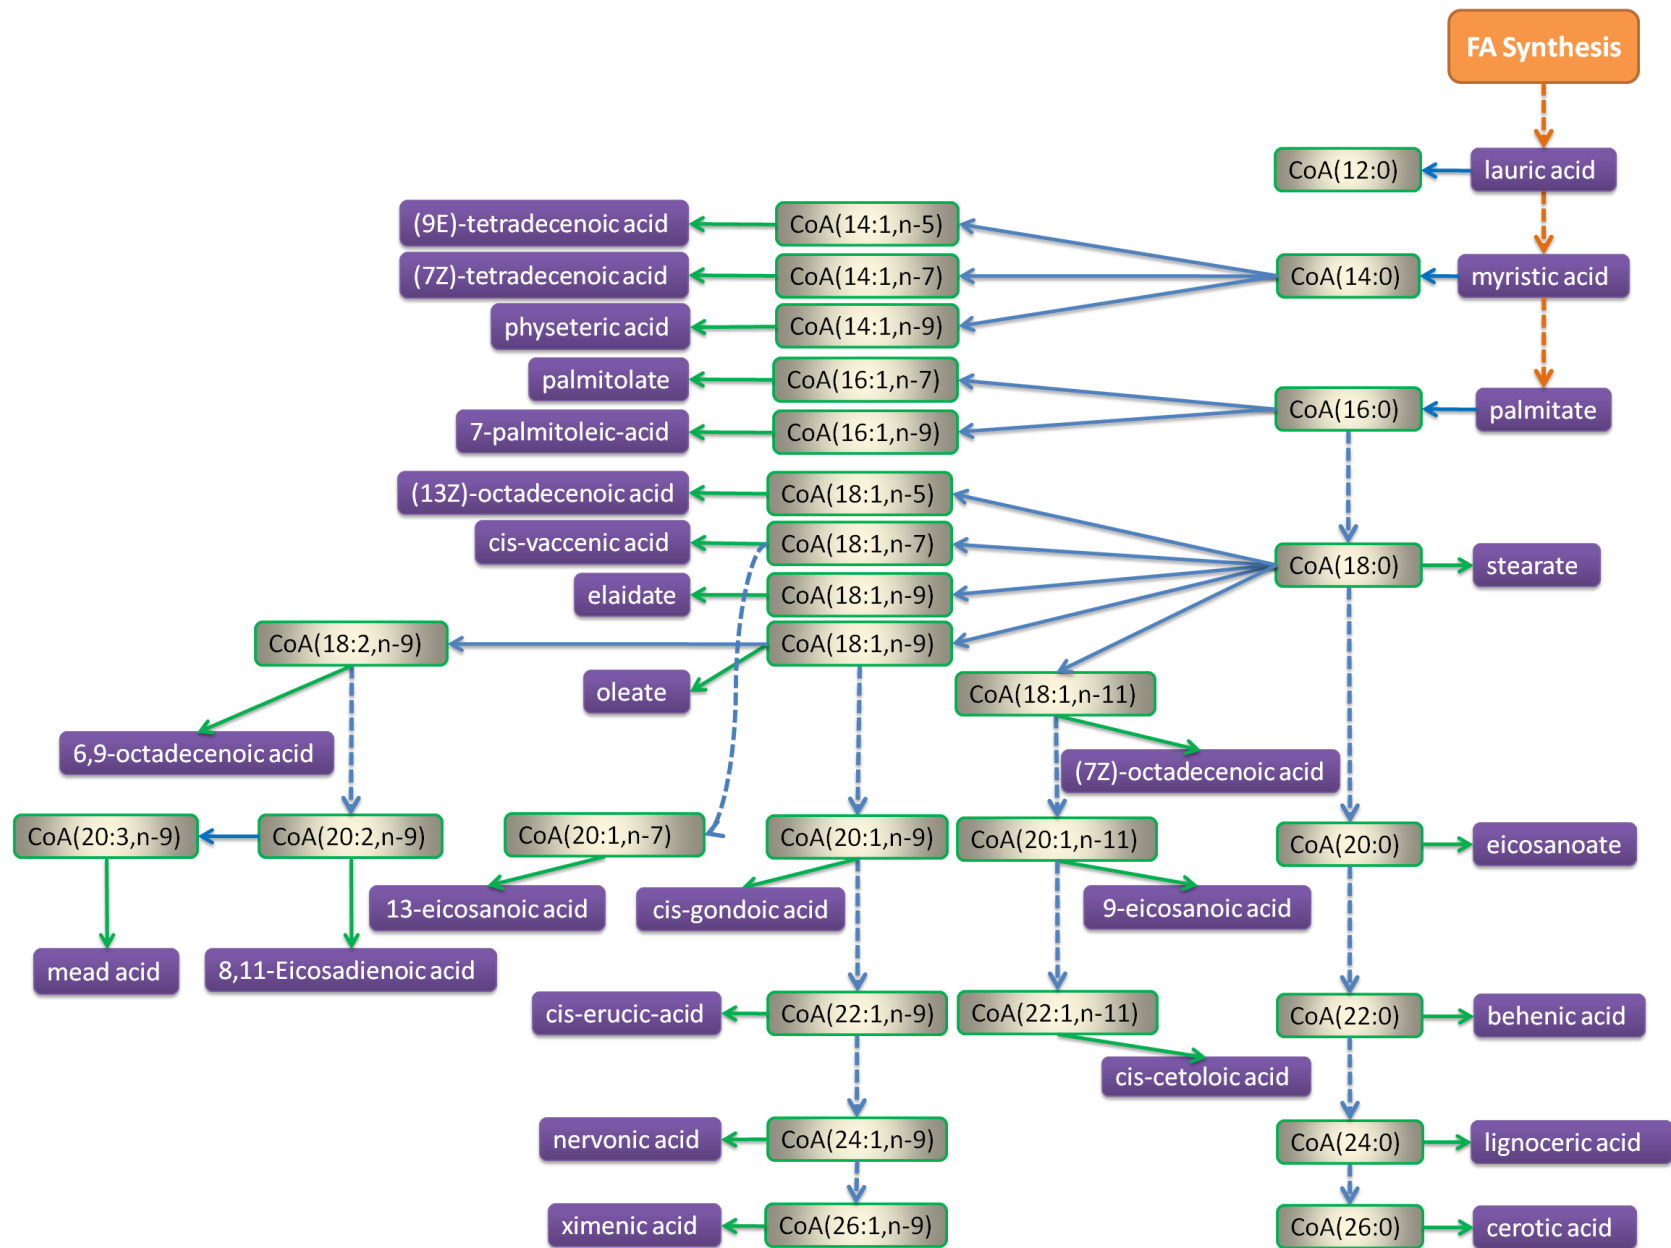 FA Synthesis
CoA(12:0)
lauric acid
(9E)-tetradecenoic acid
CoA(14:1,n-5)
(7Z)-tetradecenoic acid
CoA(14:1,n-7)
CoA(14:0)
myristic acid
physeteric acid
CoA(14:1,n-9)
palmitolate
CoA(16:1,n-7)
CoA(16:0)
palmitate
7-palmitoleic-acid
CoA(16:1,n-9)
(13Z)-octadecenoic acid
CoA(18:1,n-5)
cis-vaccenic acid
CoA(18:1,n-7)
CoA(18:0)
stearate
elaidate
CoA(18:1,n-9)
CoA(18:2,n-9)
CoA(18:1,n-9)
oleate
CoA(18:1,n-11)
6,9-octadecenoic acid
(7Z)-octadecenoic acid
CoA(20:3,n-9)
CoA(20:2,n-9)
CoA(20:1,n-7)
CoA(20:1,n-9)
CoA(20:1,n-11)
CoA(20:0)
eicosanoate
13-eicosanoic acid
cis-gondoic acid
9-eicosanoic acid
mead acid
8,11-Eicosadienoic acid
cis-erucic-acid
CoA(22:1,n-9)
CoA(22:1,n-11)
CoA(22:0)
behenic acid
cis-cetoloic acid
nervonic acid
CoA(24:1,n-9)
CoA(24:0)
lignoceric acid
ximenic acid
CoA(26:1,n-9)
CoA(26:0)
cerotic acid